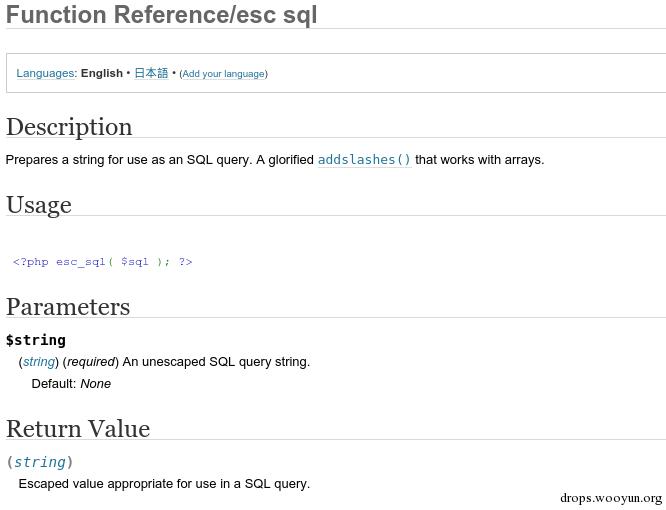 Function Reference/esc sql
Languages: English • 日本語 • (Add your language)
Description
Prepares a string for use as an SQL query. A glorified addslashes() that works with arrays.
Usage
<?php esc_sql( $sql ); ?>
Parameters
$string
(string) (required) An unescaped SQL query string.
Default: None
Return Value
(string)
Escaped value appropriate for use in a SQL query.
drops.wooyun.org